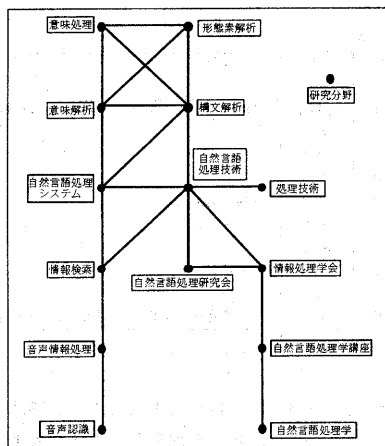 意味処理
形態素解析
研究分野
意味解析
構文解析
自然言語
処理技術
自然言語処理
システム
処理技術
情報検索
自然言語処理研究会
情報処理学会
音声情報処理
自然言語処理学講座
音声認識
自然言語処理学